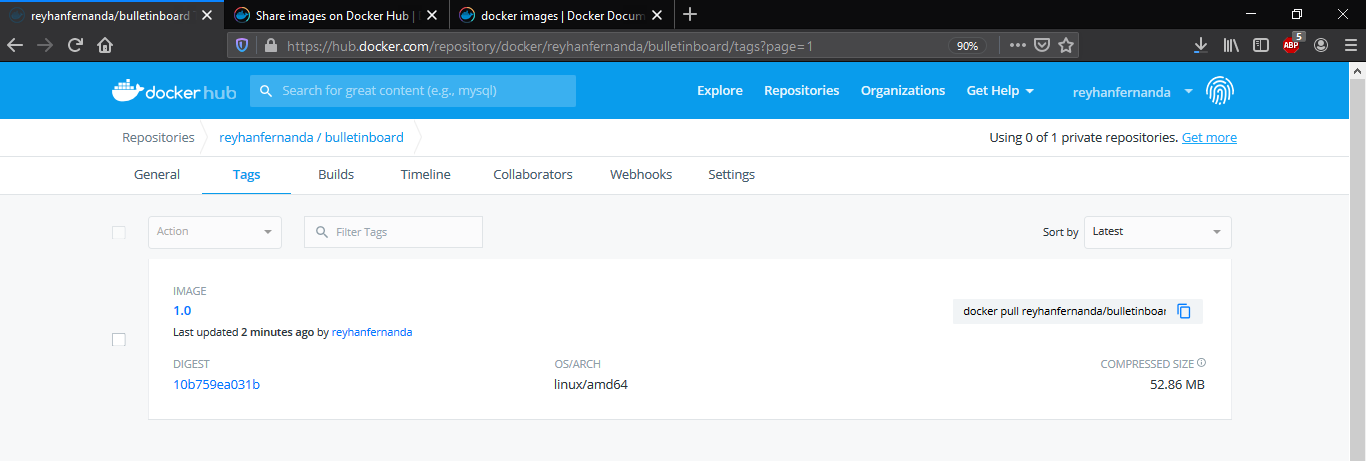 reyhanfernanda/bulletinboard
Share images on Docker Hub |
docker images | Docker Docum
https://hub.docker.com/repository/docker/reyhanfernanda/bulletinboard/tags?page=1
90%
ABP
5
docker hub
Search for great content (e.g., mysql)
Explore
Repositories
Organizations
Get Help
reyhanfernanda
Repositories
reyhanfernanda / bulletinboard
Using 0 of 1 private repositories. Get more
General
Tags
Builds
Timeline
Collaborators
Webhooks
Settings
Action
Filter Tags
Sort by
Latest
IMAGE
1.0
Last updated 2 minutes ago by reyhanfernanda
docker pull reyhanfernanda/bulletinboar
DIGEST
OS/ARCH
COMPRESSED SIZE
10b759ea031b
linux/amd64
52.86 MB